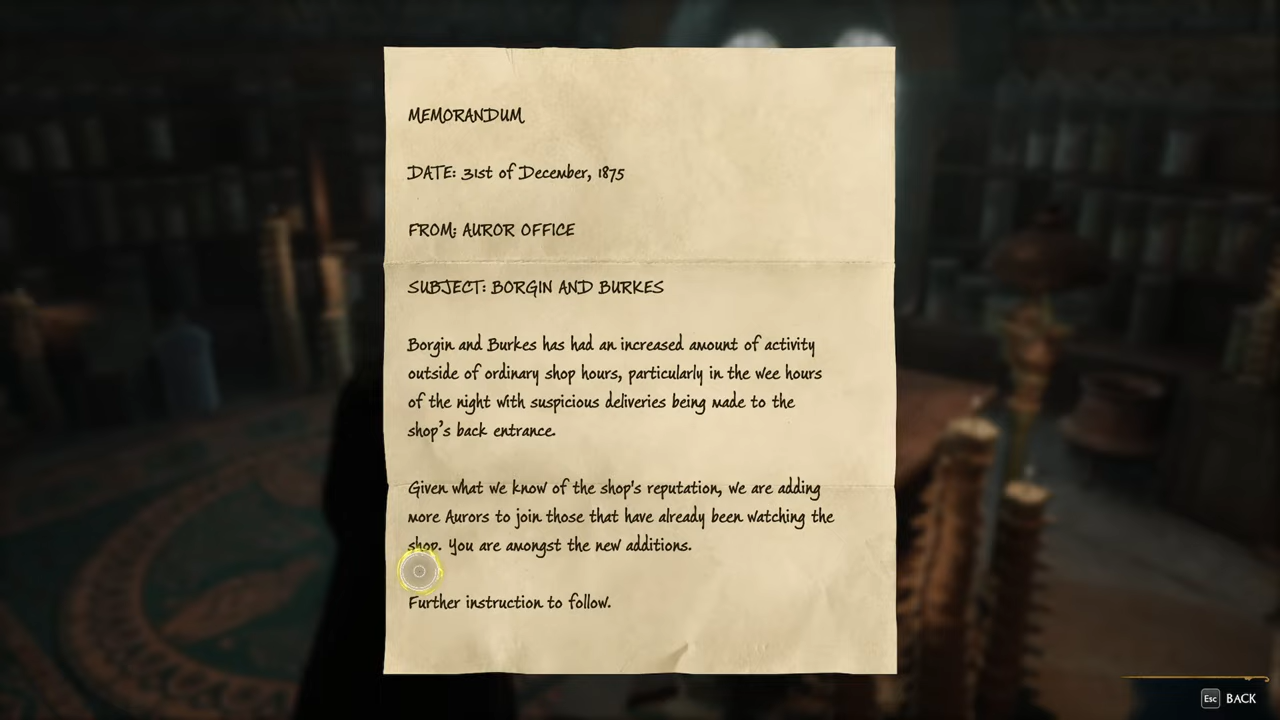 MEMORANDUM
DATE: 31st of December, 1875
FROM: AUROR OFFICE
SUBJECT: BORGIN AND BURKES
Borgin and Burkes has had an increased amount of activity
outside of ordinary shop hours, particularly in the wee hours
of the night with suspicious deliveries being made to the
shop's back entrance.
Given what we know of the shop's reputation, we are adding
more Aurors to join those that have already been watching the
shop. You are amongst the new additions.
Further instruction to follow.
Esc BACK